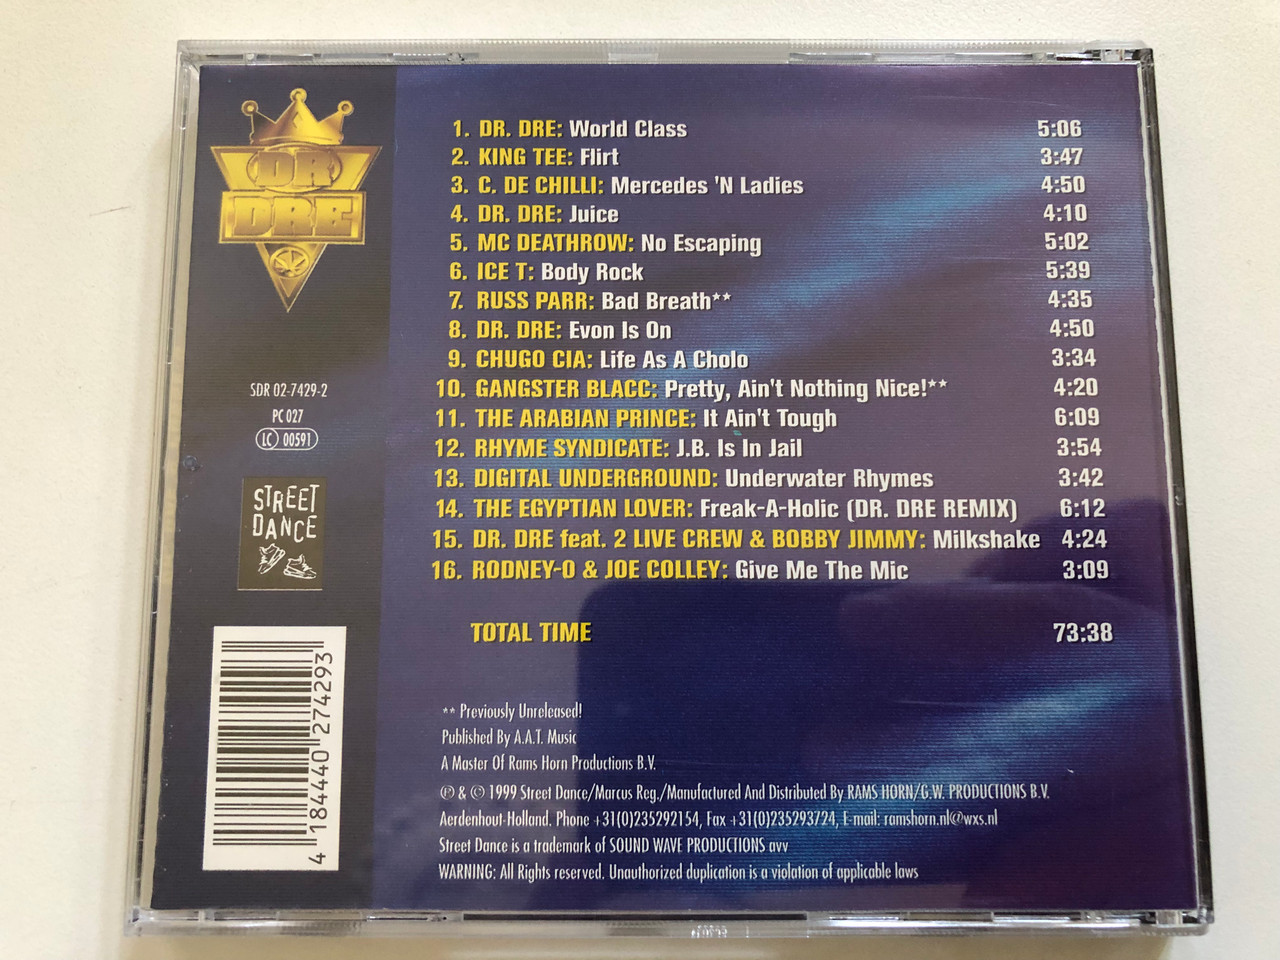 DR
DRE
1. DR. DRE: World Class 5:06
2. KING TEE: Flirt 3:47
3. C. DE CHILLI: Mercedes 'N Ladies 4:50
4. DR. DRE: Juice 4:10
5. MC DEATHROW: No Escaping 5:02
6. ICE T: Body Rock 5:39
7. RUSS PARR: Bad Breath** 4:35
8. DR. DRE: Evon Is On 4:50
9. CHUGO CIA: Life As A Cholo 3:34
10. GANGSTER BLACC: Pretty, Ain't Nothing Nice!** 4:20
11. THE ARABIAN PRINCE: It Ain't Tough 6:09
12. RHYME SYNDICATE: J.B. Is In Jail 3:54
13. DIGITAL UNDERGROUND: Underwater Rhymes 3:42
14. THE EGYPTIAN LOVER: Freak-A-Holic (DR. DRE REMIX) 6:12
15. DR. DRE feat. 2 LIVE CREW & BOBBY JIMMY: Milkshake 4:24
16. RODNEY-O & JOE COLLEY: Give Me The Mic 3:09
TOTAL TIME 73:38
SDR 02-7429-2
PC 027
LC 00591
STREET
DANCE
4 184440 274293
** Previously Unreleased!
Published By A.A.T. Music
A Master Of Rams Horn Productions B.V.
℗ & © 1999 Street Dance/Marcus Reg./Manufactured And Distributed By RAMS HORN/G.W. PRODUCTIONS B.V.
Aerdenhout-Holland. Phone +31(0)235292154, Fax +31(0)235293724, E-mail: ramshorn.nl@wxs.nl
Street Dance is a trademark of SOUND WAVE PRODUCTIONS avv
WARNING: All Rights reserved. Unauthorized duplication is a violation of applicable laws